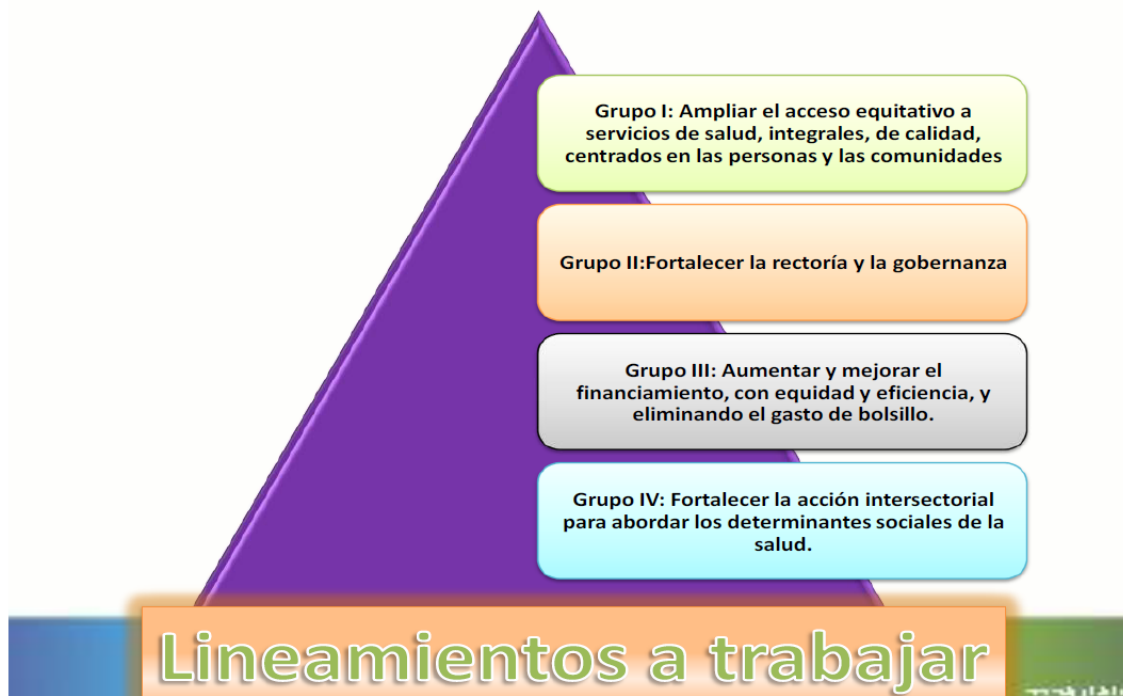 Grupo I: Ampliar el acceso equitativo a
servicios de salud, integrales, de calidad,
centrados en las personas y las comunidades
Grupo II:Fortalecer la rectoría y la gobernanza
Grupo III: Aumentar y mejorar el
financiamiento, con equidad y eficiencia, y
eliminando el gasto de bolsillo.
Grupo IV: Fortalecer la acción intersectorial
para abordar los determinantes sociales de la
salud.
Lineamientos a trabajar